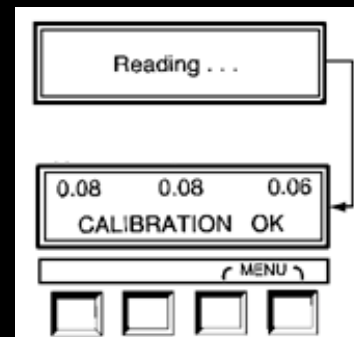 Reading . . .
0.08 0.08 0.06
CALIBRATION OK
MENU